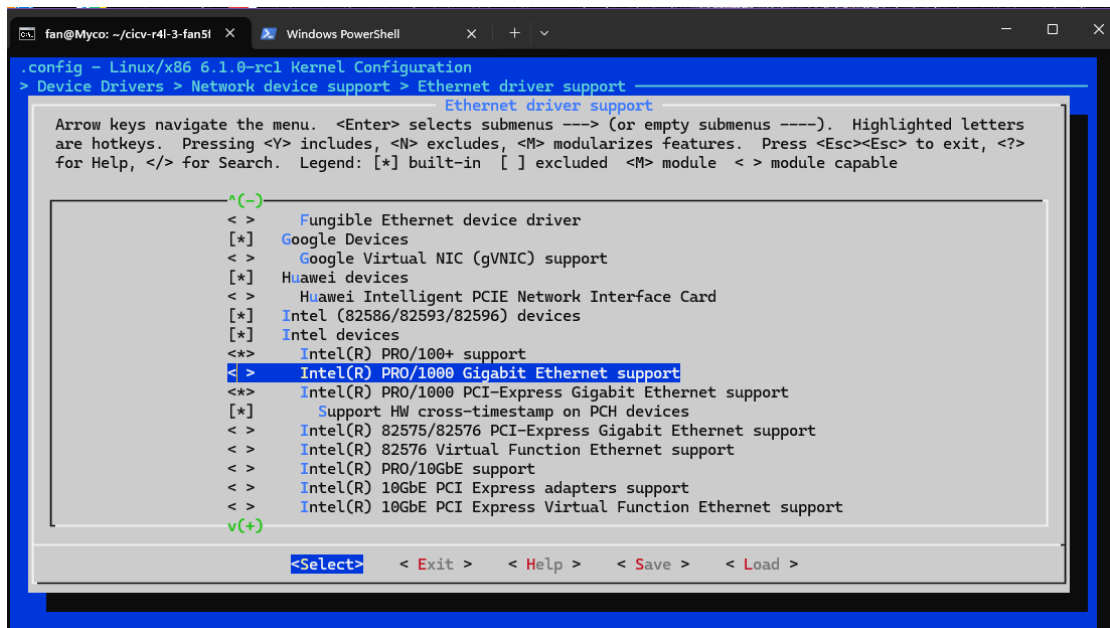 fan@Myco: ~/cicv-r4l-3-fan5l
Windows PowerShell
.config - Linux/x86 6.1.0-rc1 Kernel Configuration
> Device Drivers > Network device support > Ethernet driver support
Ethernet driver support
Arrow keys navigate the menu.  <Enter> selects submenus ---> (or empty submenus ----).  Highlighted letters
are hotkeys.  Pressing <Y> includes, <N> excludes, <M> modularizes features.  Press <Esc><Esc> to exit, <?>
for Help, </> for Search.  Legend: [*] built-in  [ ] excluded  <M> module  < > module capable
^(-)
< >     Fungible Ethernet device driver
[*]   Google Devices
< >     Google Virtual NIC (gVNIC) support
[*]   Huawei devices
< >     Huawei Intelligent PCIE Network Interface Card
[*]   Intel (82586/82593/82596) devices
[*]   Intel devices
<*>     Intel(R) PRO/100+ support
< >     Intel(R) PRO/1000 Gigabit Ethernet support
<*>     Intel(R) PRO/1000 PCI-Express Gigabit Ethernet support
[*]       Support HW cross-timestamp on PCH devices
< >     Intel(R) 82575/82576 PCI-Express Gigabit Ethernet support
< >     Intel(R) 82576 Virtual Function Ethernet support
< >     Intel(R) PRO/10GbE support
< >     Intel(R) 10GbE PCI Express adapters support
< >     Intel(R) 10GbE PCI Express Virtual Function Ethernet support
v(+)
<Select>    < Exit >    < Help >    < Save >    < Load >